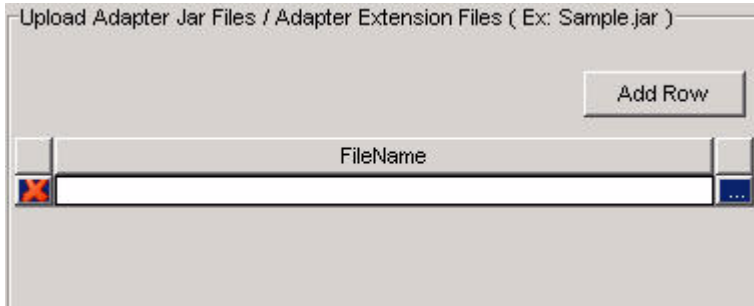 Upload Adapter Jar Files / Adapter Extension Files ( Ex: Sample.jar )
Add Row
FileName
...